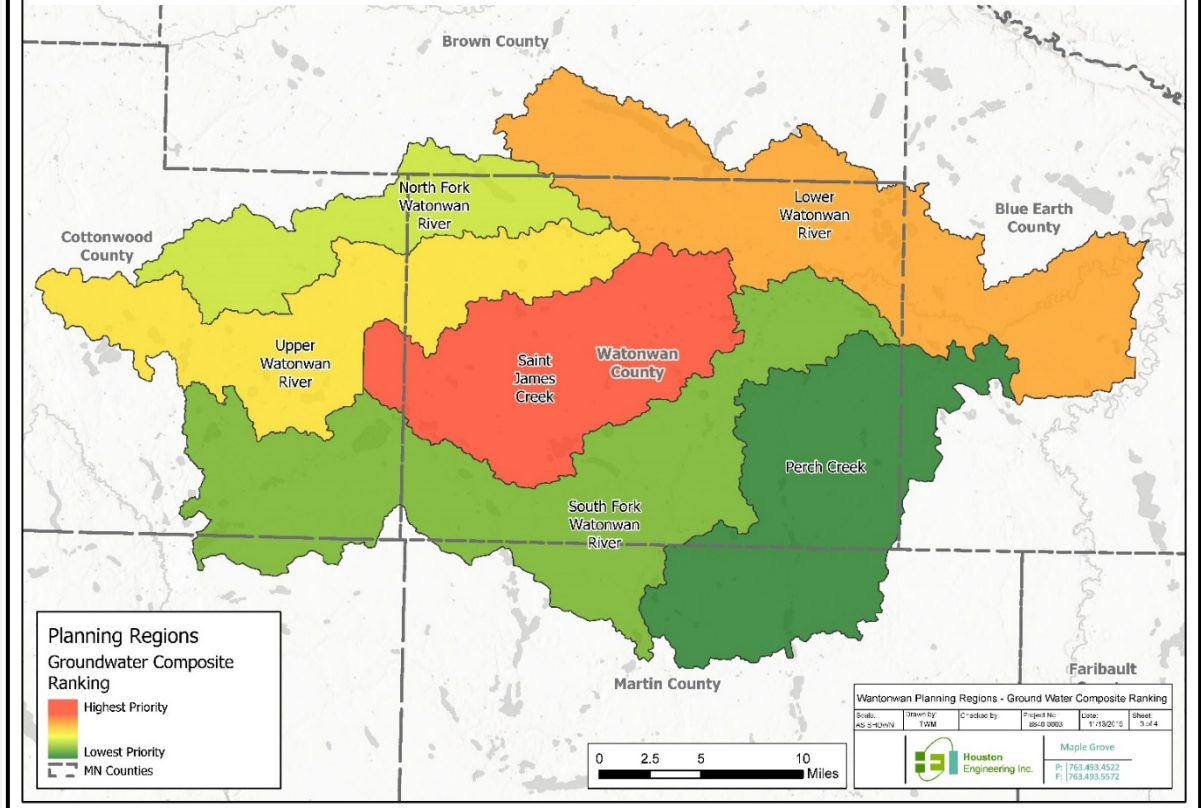 Brown County
North Fork
Watonwan
River
Lower
Watonwan
River
Blue Earth
County
Cottonwood
County
Upper
Watonwan
River
Saint
James
Creek
Watonwan
County
Perch Creek
South Fork
Watonwan
River
Martin County
Faribault
Planning Regions
Groundwater Composite
Ranking
Highest Priority
Lowest Priority
MN Counties
0 2.5 5 10
Miles
Wantonwan Planning Regions - Ground Water Composite Ranking
Scale: Drawn by: Checked by: Project No: Date: Sheet:
AS SHOWN TWM 3 of 4
Houston
Engineering Inc.
Maple Grove
P: 763.493.4522
F: 763.493.5572